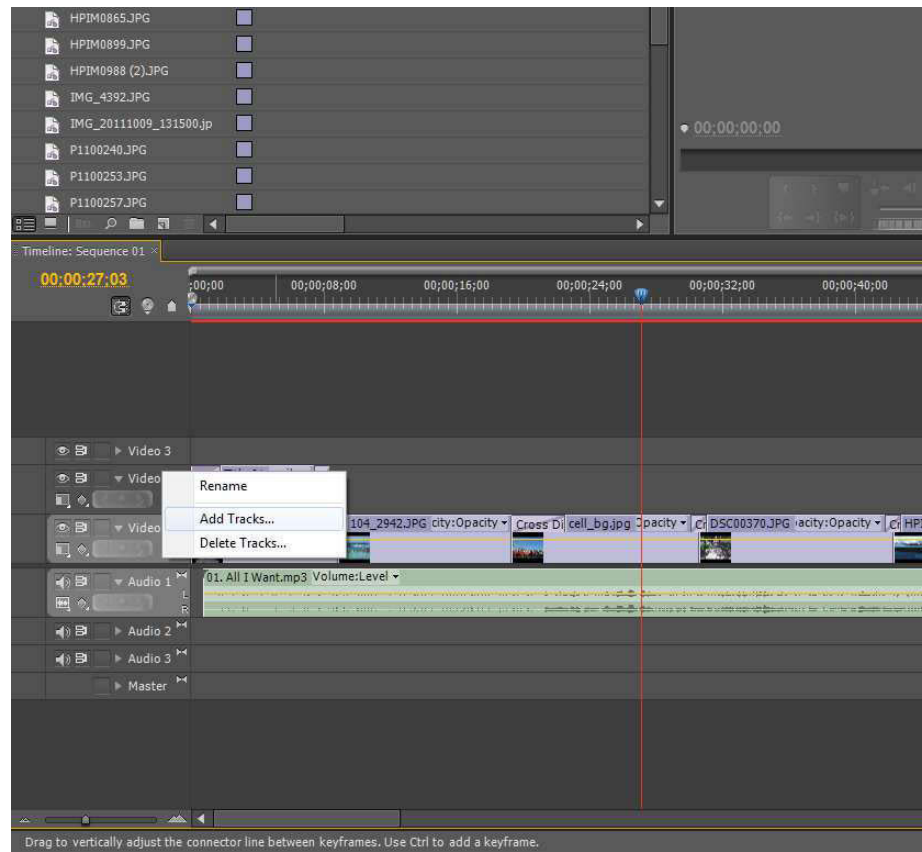 HPIM0865.JPG
HPIM0899.JPG
HPIM0988 (2).JPG
IMG_4392.JPG
IMG_20111009_131500.jp
P1100240.JPG
P1100253.JPG
P1100257.JPG
00;00;00;00
Timeline: Sequence 01 ×
00;00;27;03
;00;00 00;00;08;00 00;00;16;00 00;00;24;00 00;00;32;00 00;00;40;00
Video 3
Video
Rename
Add Tracks...
Delete Tracks...
Video
104_2942.JPG city:Opacity Cross Di cell_bg.jpg Opacity Cr DSC00370.JPG acity:Opacity Cr HPI
Audio 1
L
R
01. All I Want.mp3 Volume:Level
Audio 2
Audio 3
Master
Drag to vertically adjust the connector line between keyframes. Use Ctrl to add a keyframe.